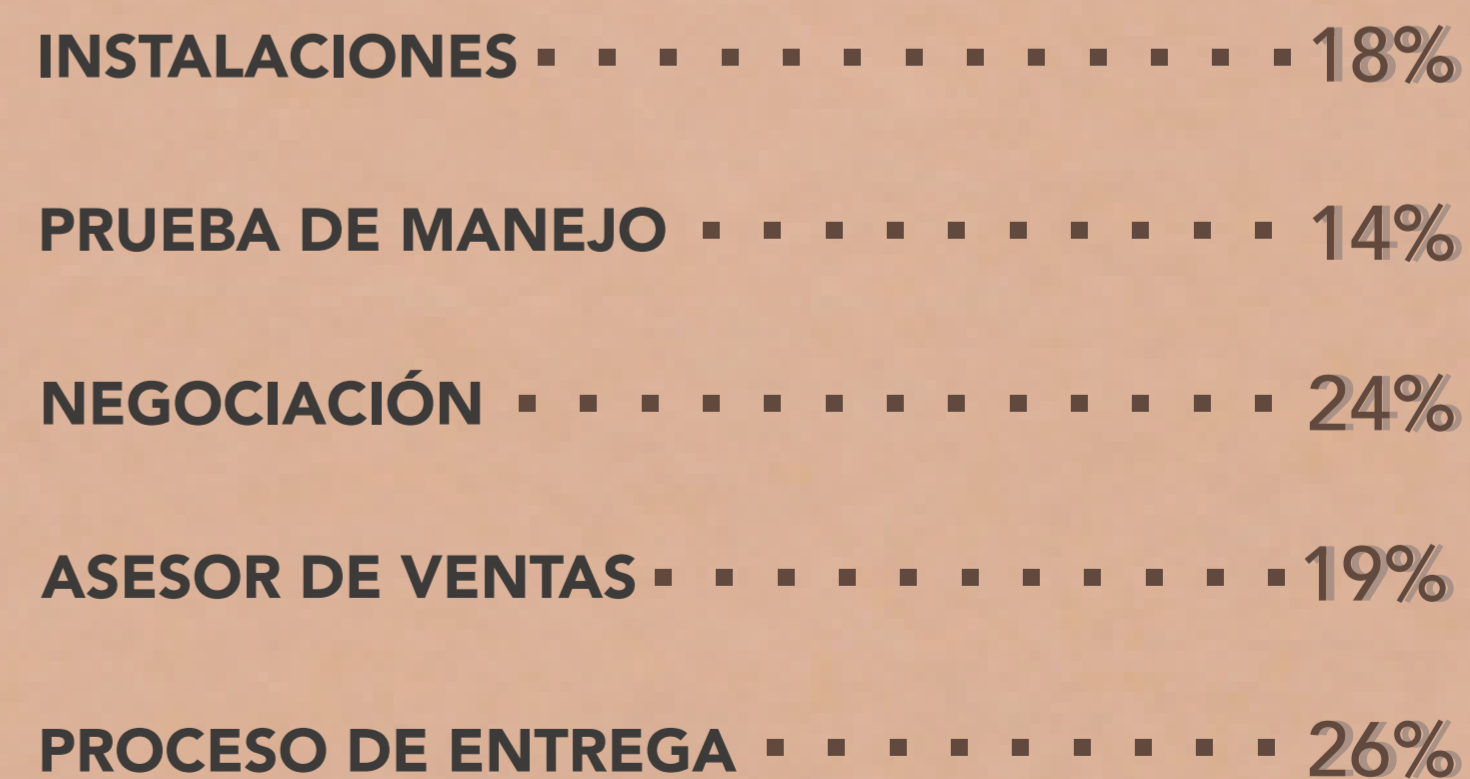 INSTALACIONES 18%
PRUEBA DE MANEJO 14%
NEGOCIACIÓN 24%
ASESOR DE VENTAS 19%
PROCESO DE ENTREGA 26%